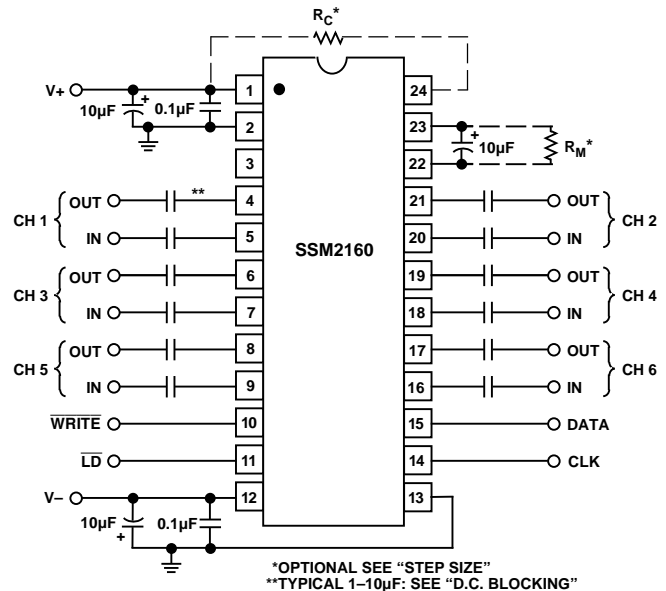 R_C*
V+
10µF
+
0.1µF
1
24
2
23
+
10µF
R_M*
3
22
CH 1
OUT
**
4
21
OUT
CH 2
IN
5
20
IN
SSM2160
CH 3
OUT
6
19
OUT
CH 4
IN
7
18
IN
CH 5
OUT
8
17
OUT
CH 6
IN
9
16
IN
WRITE
10
15
DATA
LD
11
14
CLK
V–
12
13
10µF
+
0.1µF
*OPTIONAL SEE “STEP SIZE”
**TYPICAL 1–10µF: SEE “D.C. BLOCKING”